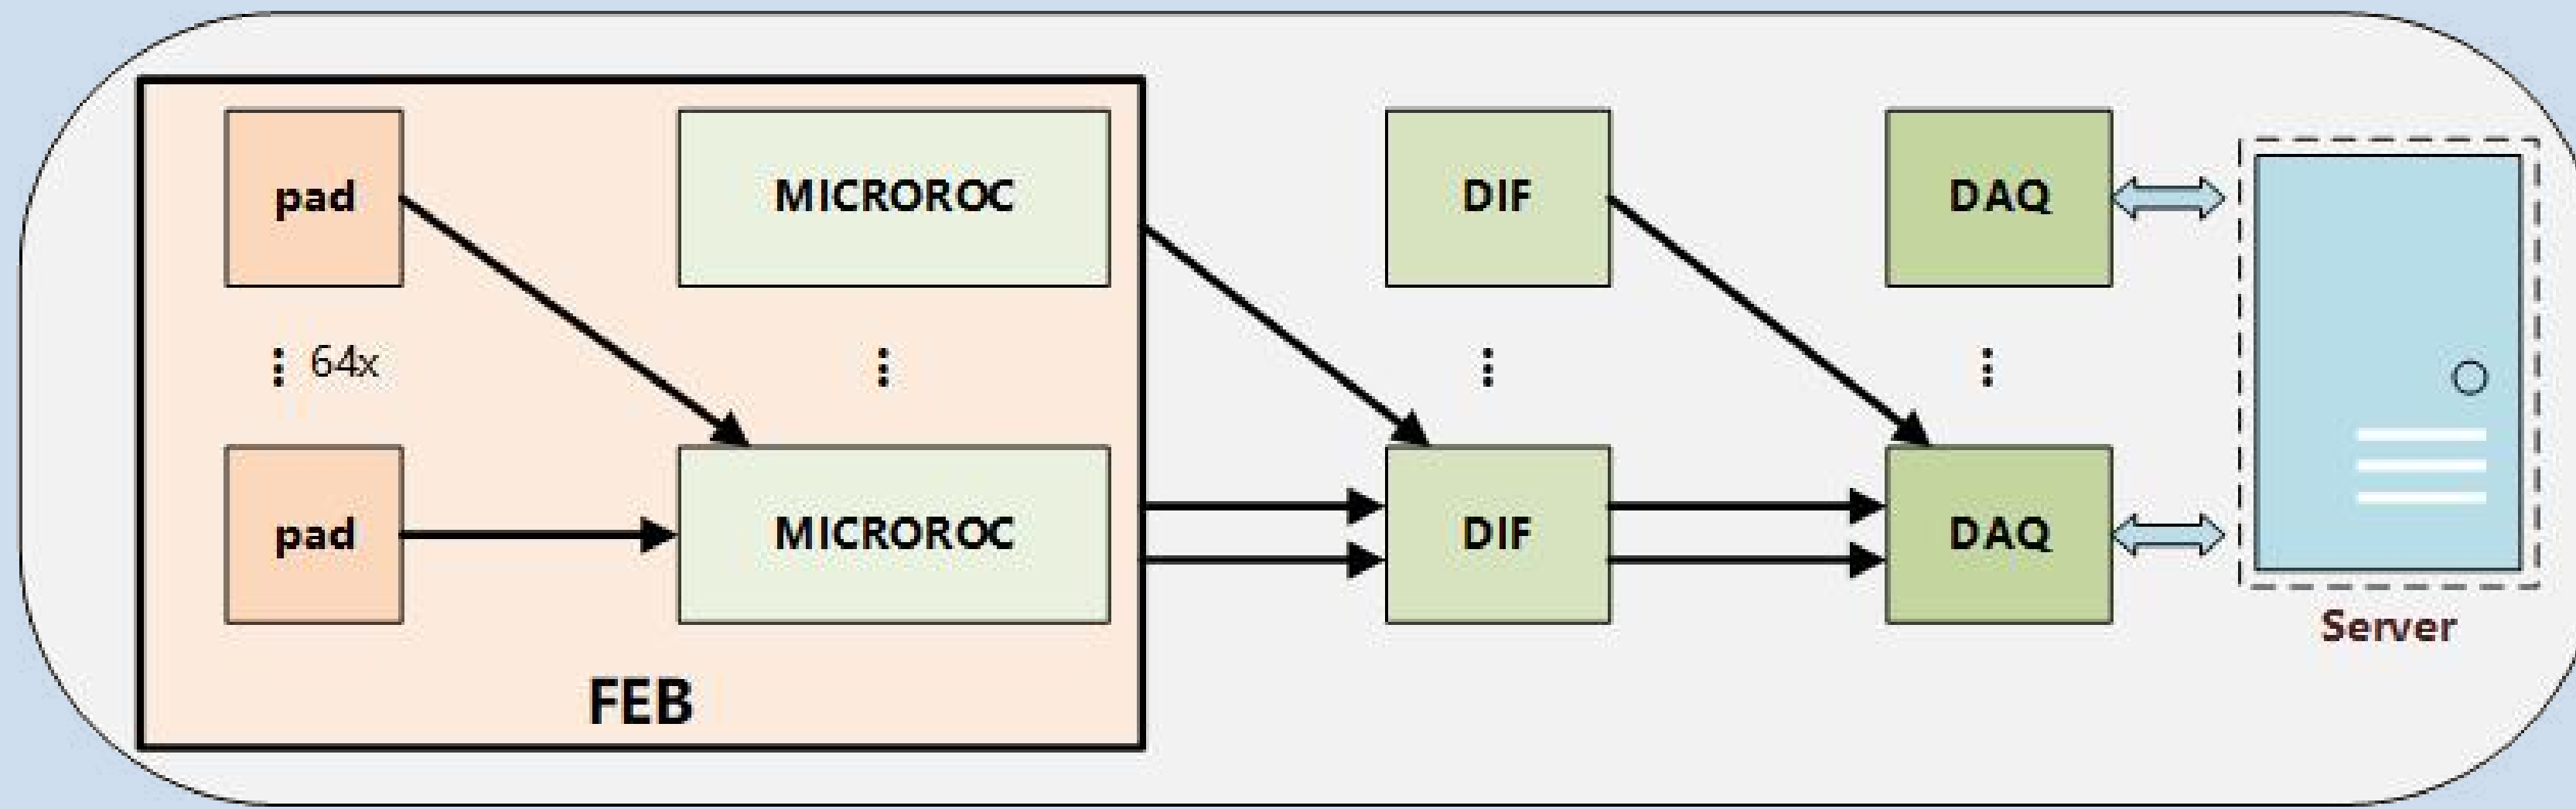 pad MICROROC DIF DAQ
⋮ 64x ⋮ ⋮ ⋮
pad MICROROC DIF DAQ
Server
FEB